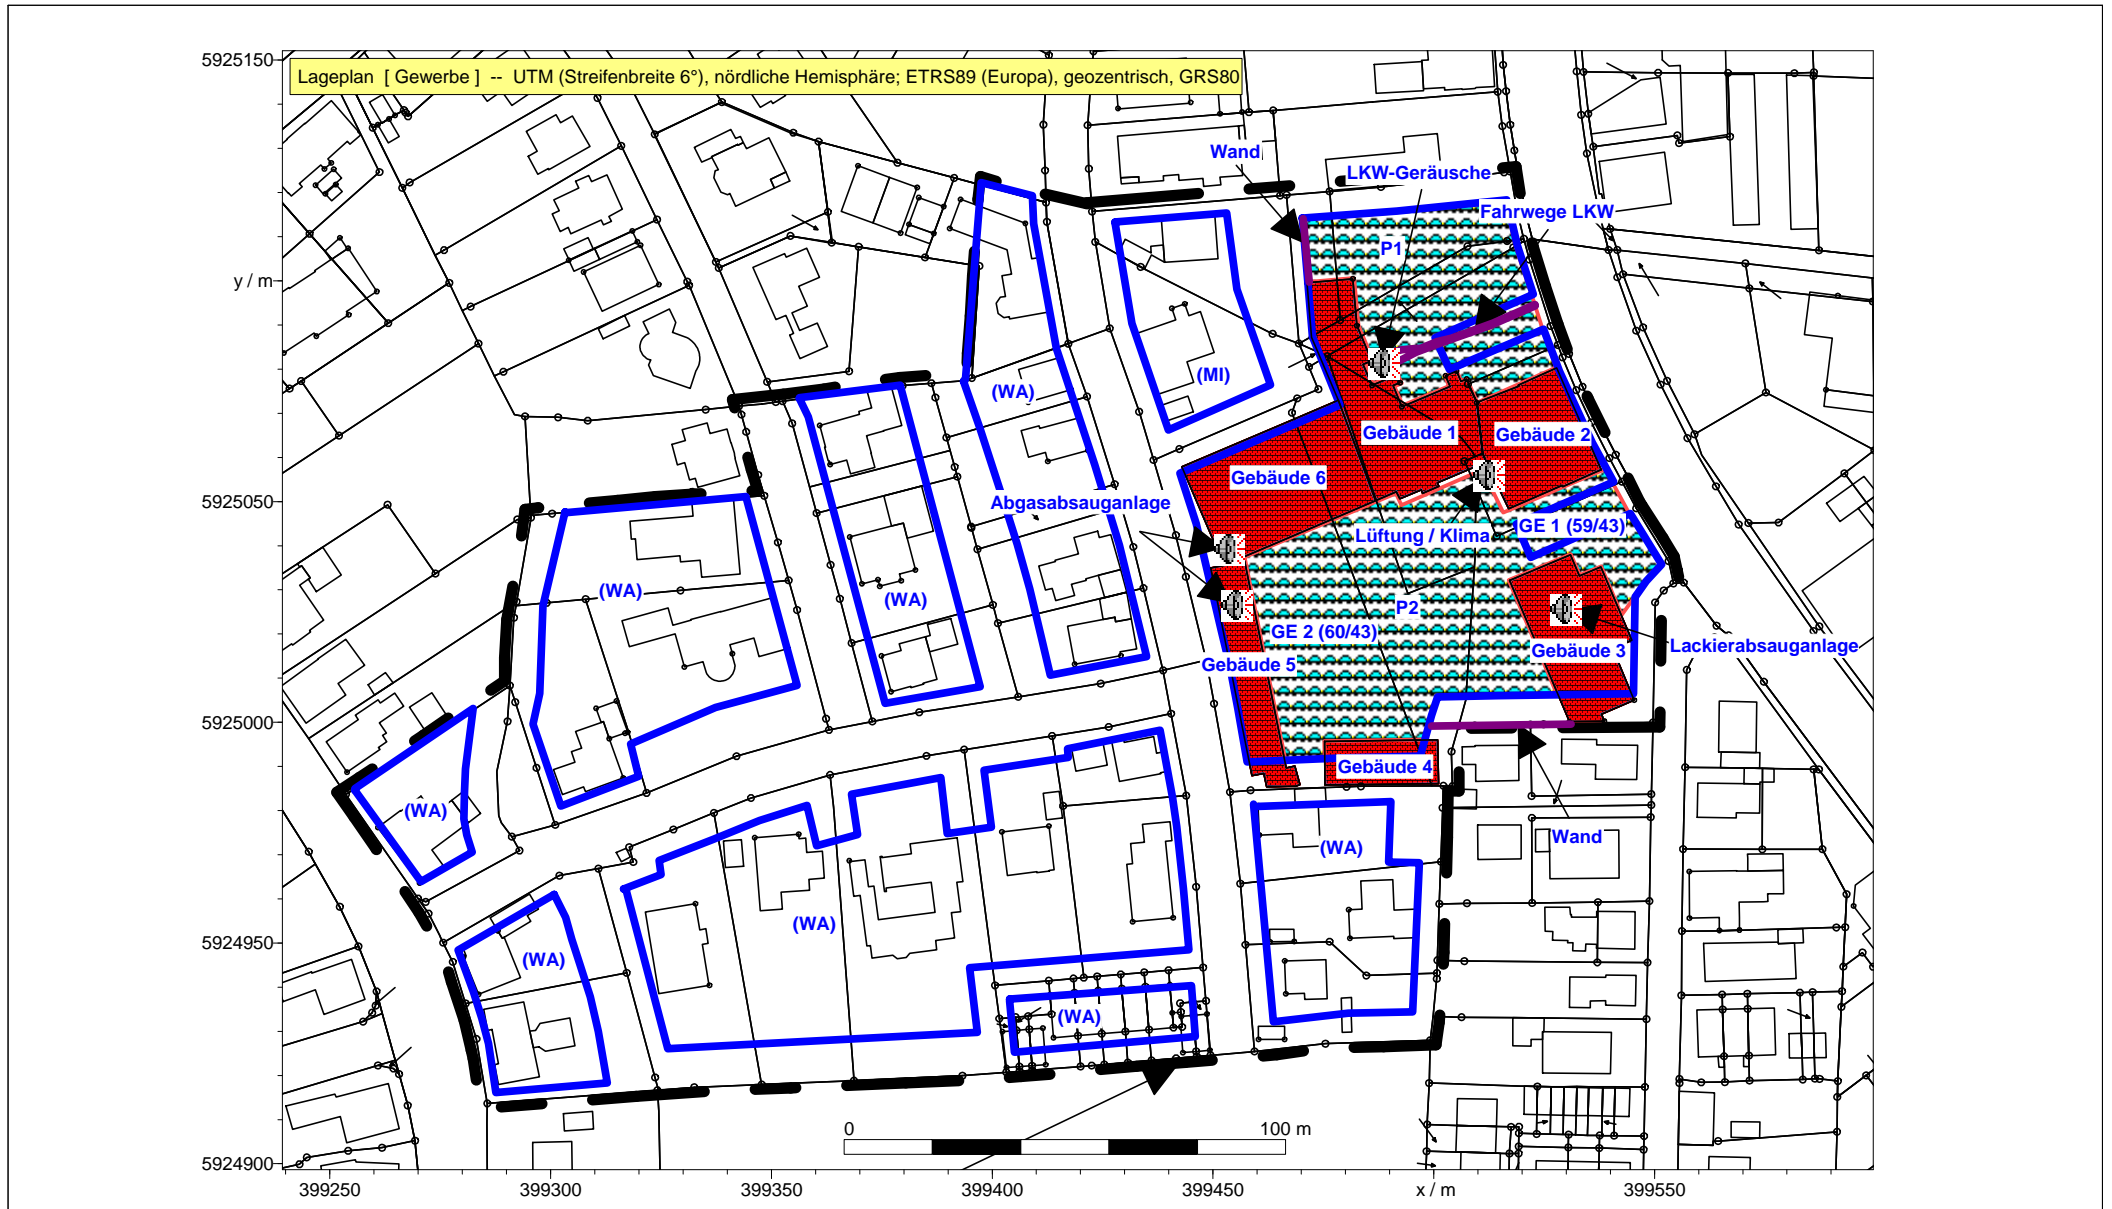 5925150
Lageplan [ Gewerbe ] -- UTM (Streifenbreite 6°), nördliche Hemisphäre; ETRS89 (Europa), geozentrisch, GRS80
Wand
LKW-Geräusche
Fahrwege LKW
P1
y / m
(MI)
(WA)
Gebäude 1
Gebäude 2
Gebäude 6
5925050
Abgasabsauganlage
GE 1 (59/43)
Lüftung / Klima
(WA)
(WA)
P2
GE 2 (60/43)
Gebäude 3
Lackierabsauganlage
Gebäude 5
5925000
Gebäude 4
(WA)
Wand
(WA)
(WA)
5924950
(WA)
(WA)
0
100 m
5924900
399250
399300
399350
399400
399450
x / m
399550